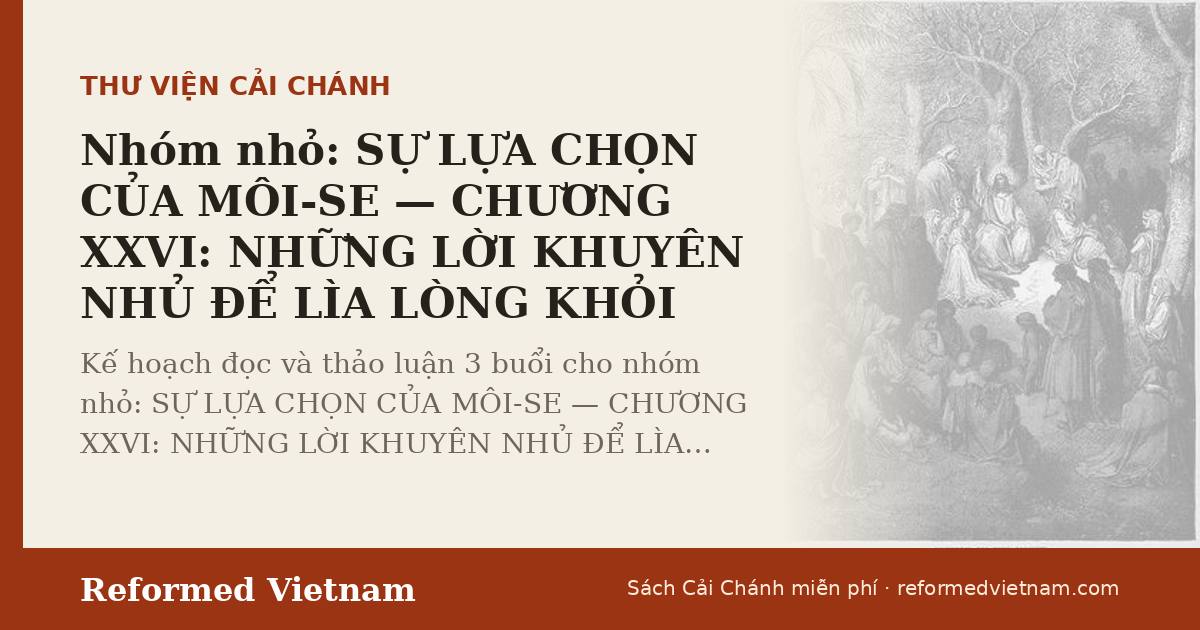 THƯ VIỆN CẢI CHÁNH
Nhóm nhỏ: SỰ LỰA CHỌN
CỦA MÔI-SE — CHƯƠNG
XXVI: NHỮNG LỜI KHUYÊN
NHỦ ĐỂ LÌA LÒNG KHỎI
Kế hoạch đọc và thảo luận 3 buổi cho nhóm
nhỏ: SỰ LỰA CHỌN CỦA MÔI-SE — CHƯƠNG
XXVI: NHỮNG LỜI KHUYÊN NHỦ ĐỂ LÌA...
Reformed Vietnam
Sách Cải Chánh miễn phí · reformedvietnam.com